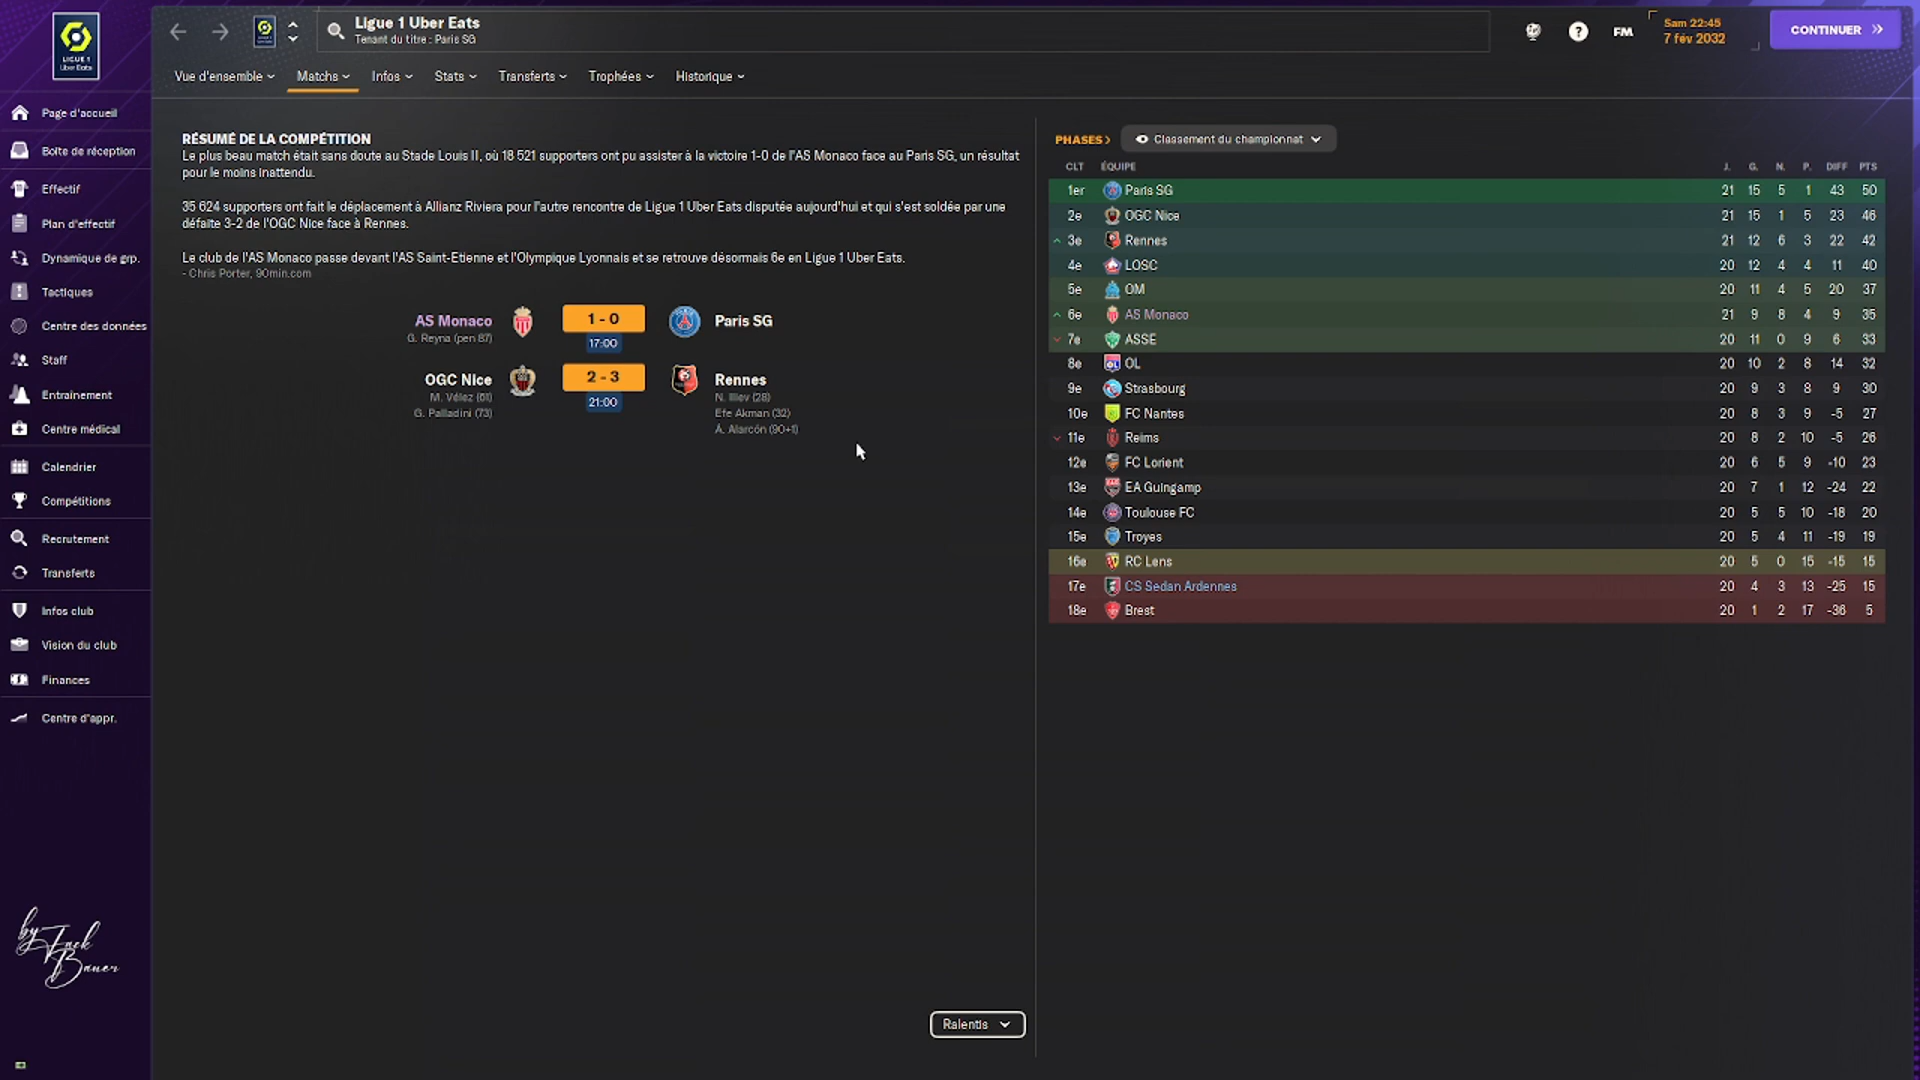 LIGUE 1
Uber Eats
Ligue 1 Uber Eats
Tenant du titre : Paris SG
FM
Sam 22:45
7 fév 2032
CONTINUER
Vue d'ensemble
Matchs
Infos
Stats
Transferts
Trophées
Historique
Page d'accueil
Boîte de réception
Effectif
Plan d'effectif
Dynamique de grp.
Tactiques
Centre des données
Staff
Entraînement
Centre médical
Calendrier
Compétitions
Recrutement
Transferts
Infos club
Vision du club
Finances
Centre d'appr.
by Jack
Bauer
RÉSUMÉ DE LA COMPÉTITION
Le plus beau match était sans doute au Stade Louis II, où 18 521 supporters ont pu assister à la victoire 1-0 de l'AS Monaco face au Paris SG, un résultat
pour le moins inattendu.
35 624 supporters ont fait le déplacement à Allianz Riviera pour l'autre rencontre de Ligue 1 Uber Eats disputée aujourd'hui et qui s'est soldée par une
défaite 3-2 de l'OGC Nice face à Rennes.
Le club de l'AS Monaco passe devant l'AS Saint-Etienne et l'Olympique Lyonnais et se retrouve désormais 6e en Ligue 1 Uber Eats.
- Chris Porter, 90min.com
AS Monaco 1 - 0 Paris SG
G. Reyna (pen 87) 17:00
OGC Nice 2 - 3 Rennes
M. Vélez (61) 21:00 N. Iliev (28)
G. Palladini (73) Efe Akman (32)
Á. Alarcón (90+1)
Ralentis
PHASES > Classement du championnat
CLT ÉQUIPE J. G. N. P. DIFF PTS
1er Paris SG 21 15 5 1 43 50
2e OGC Nice 21 15 1 5 23 46
3e Rennes 21 12 6 3 22 42
4e LOSC 20 12 4 4 11 40
5e OM 20 11 4 5 20 37
6e AS Monaco 21 9 8 4 9 35
7e ASSE 20 11 0 9 6 33
8e OL 20 10 2 8 14 32
9e Strasbourg 20 9 3 8 9 30
10e FC Nantes 20 8 3 9 -5 27
11e Reims 20 8 2 10 -5 26
12e FC Lorient 20 6 5 9 -10 23
13e EA Guingamp 20 7 1 12 -24 22
14e Toulouse FC 20 5 5 10 -18 20
15e Troyes 20 5 4 11 -19 19
16e RC Lens 20 5 0 15 -15 15
17e CS Sedan Ardennes 20 4 3 13 -25 15
18e Brest 20 1 2 17 -36 5